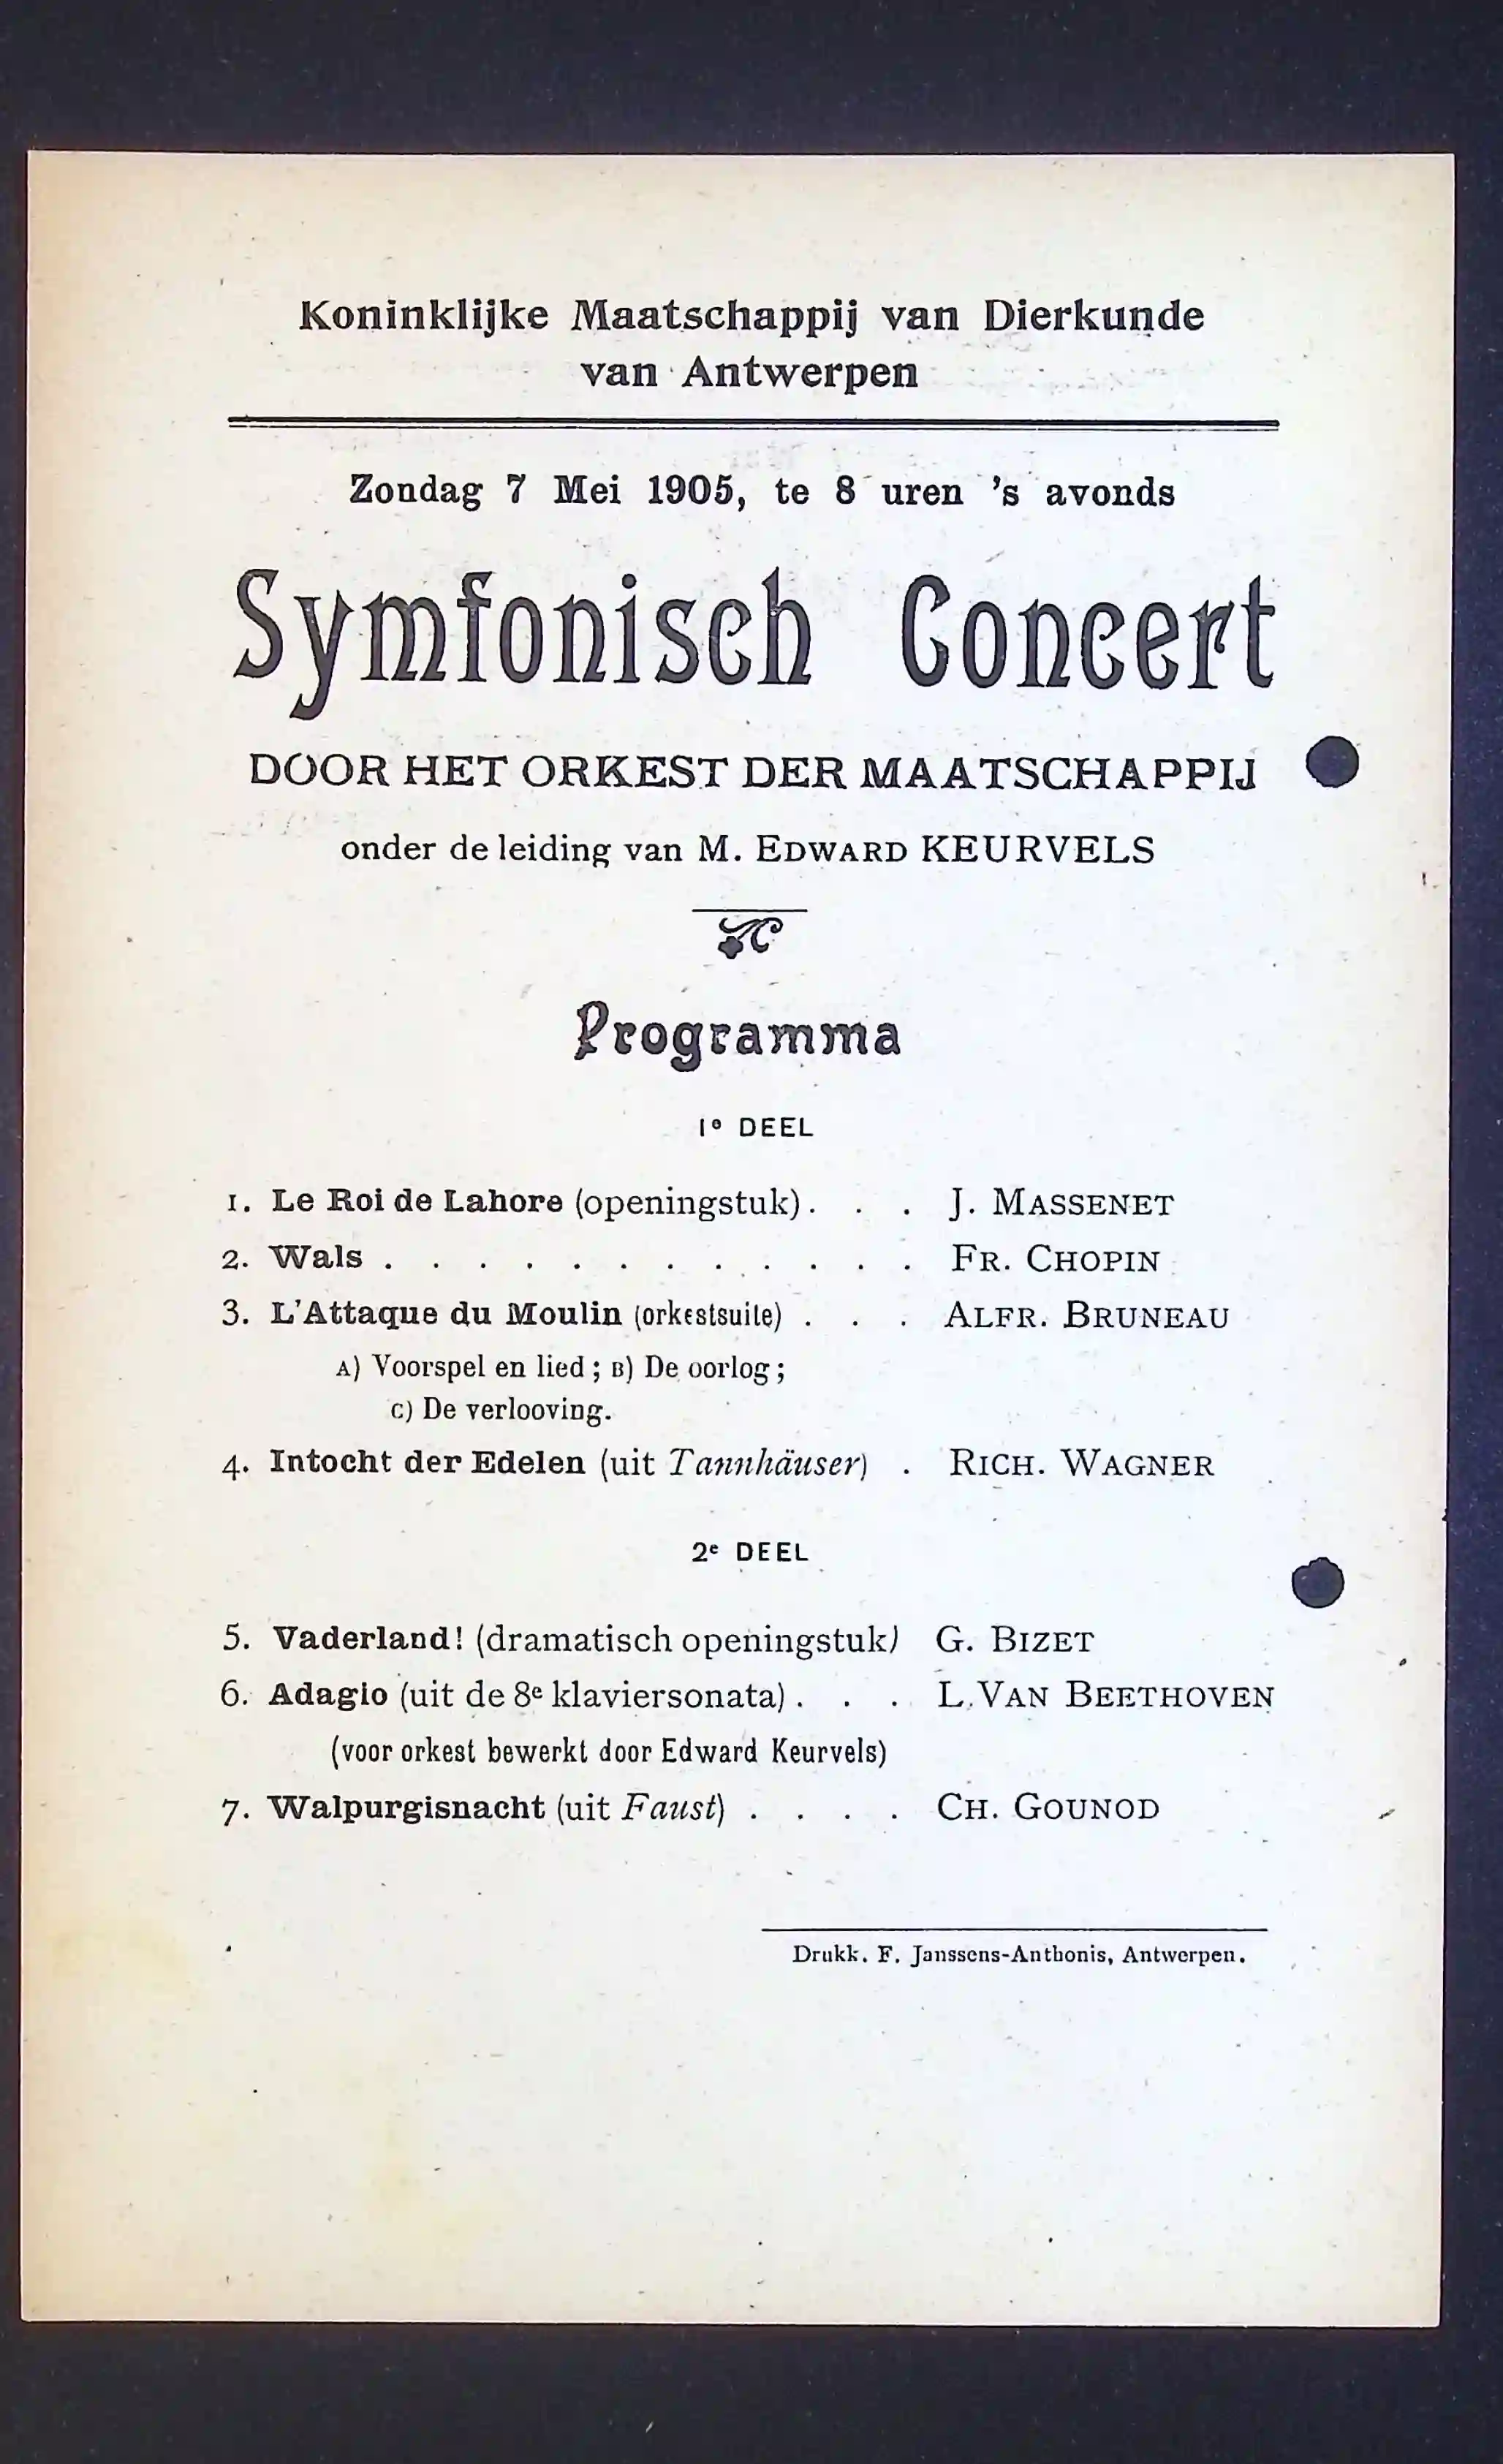 Koninklijke Maatschappij van Dierkunde
van Antwerpen
Zondag 7 Mei 1905, te 8 uren 's avonds
Symfonisch Concert
DOOR HET ORKEST DER MAATSCHAPPIJ
onder de leiding van M. EDWARD KEURVELS
Programma
1e DEEL
1. Le Roi de Lahore (openingstuk) . . . J. MASSENET
2. Wals . . . . . . . . . . . . FR. CHOPIN
3. L'Attaque du Moulin (orkestsuite) . . . ALFR. BRUNEAU
A) Voorspel en lied ; B) De oorlog ;
C) De verlooving.
4. Intocht der Edelen (uit Tannhäuser) . RICH. WAGNER
2e DEEL
5. Vaderland! (dramatisch openingstuk) G. BIZET
6. Adagio (uit de 8e klaviersonata) . . . L. VAN BEETHOVEN
(voor orkest bewerkt door Edward Keurvels)
7. Walpurgisnacht (uit Faust) . . . . CH. GOUNOD
Drukk. F. Janssens-Anthonis, Antwerpen.